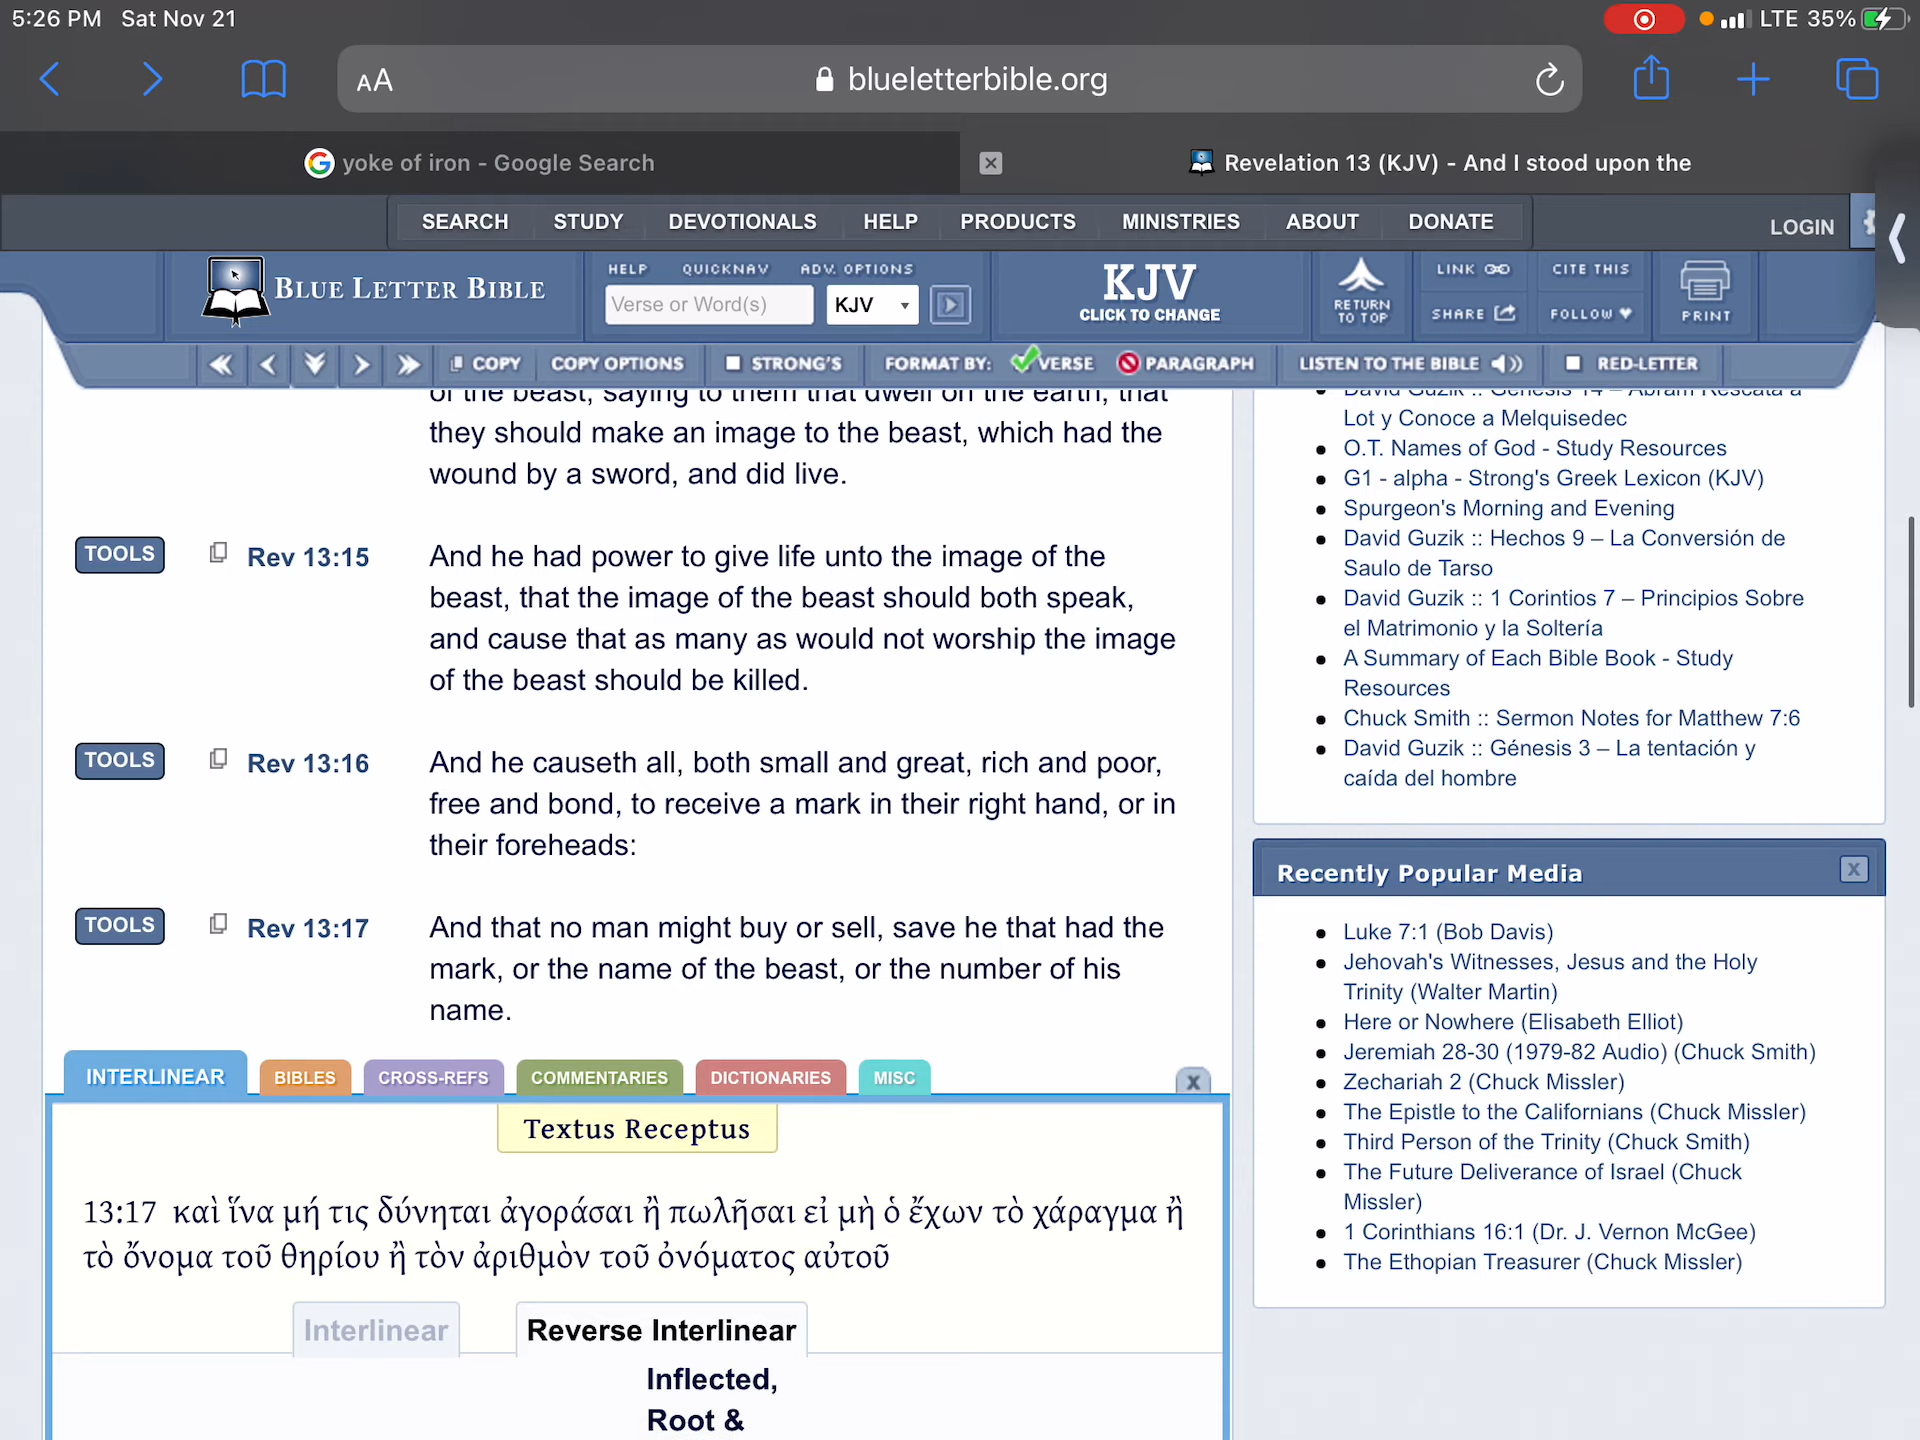 5:26 PM Sat Nov 21
LTE 35%
AA
blueletterbible.org
yoke of iron - Google Search
Revelation 13 (KJV) - And I stood upon the
SEARCH STUDY DEVOTIONALS HELP PRODUCTS MINISTRIES ABOUT DONATE
LOGIN
BLUE LETTER BIBLE
HELP QUICKNAV ADV. OPTIONS
Verse or Word(s) KJV
KJV
CLICK TO CHANGE
RETURN
TO TOP
LINK
SHARE
CITE THIS
FOLLOW
PRINT
COPY COPY OPTIONS STRONG'S FORMAT BY: VERSE PARAGRAPH LISTEN TO THE BIBLE RED-LETTER
of the beast, saying to them that dwell on the earth, that
they should make an image to the beast, which had the
wound by a sword, and did live.
TOOLS Rev 13:15 And he had power to give life unto the image of the
beast, that the image of the beast should both speak,
and cause that as many as would not worship the image
of the beast should be killed.
TOOLS Rev 13:16 And he causeth all, both small and great, rich and poor,
free and bond, to receive a mark in their right hand, or in
their foreheads:
TOOLS Rev 13:17 And that no man might buy or sell, save he that had the
mark, or the name of the beast, or the number of his
name.
INTERLINEAR BIBLES CROSS-REFS COMMENTARIES DICTIONARIES MISC X
Textus Receptus
13:17 καὶ ἵνα μή τις δύνηται ἀγοράσαι ἢ πωλῆσαι εἰ μὴ ὁ ἔχων τὸ χάραγμα ἢ
τὸ ὄνομα τοῦ θηρίου ἢ τὸν ἀριθμὸν τοῦ ὀνόματος αὐτοῦ
Interlinear Reverse Interlinear
Inflected,
Root &
David Guzik :: Génesis 14 – Abram Rescata a
Lot y Conoce a Melquisedec
O.T. Names of God - Study Resources
G1 - alpha - Strong's Greek Lexicon (KJV)
Spurgeon's Morning and Evening
David Guzik :: Hechos 9 – La Conversión de
Saulo de Tarso
David Guzik :: 1 Corintios 7 – Principios Sobre
el Matrimonio y la Soltería
A Summary of Each Bible Book - Study
Resources
Chuck Smith :: Sermon Notes for Matthew 7:6
David Guzik :: Génesis 3 – La tentación y
caída del hombre
Recently Popular Media X
Luke 7:1 (Bob Davis)
Jehovah's Witnesses, Jesus and the Holy
Trinity (Walter Martin)
Here or Nowhere (Elisabeth Elliot)
Jeremiah 28-30 (1979-82 Audio) (Chuck Smith)
Zechariah 2 (Chuck Missler)
The Epistle to the Californians (Chuck Missler)
Third Person of the Trinity (Chuck Smith)
The Future Deliverance of Israel (Chuck
Missler)
1 Corinthians 16:1 (Dr. J. Vernon McGee)
The Ethopian Treasurer (Chuck Missler)